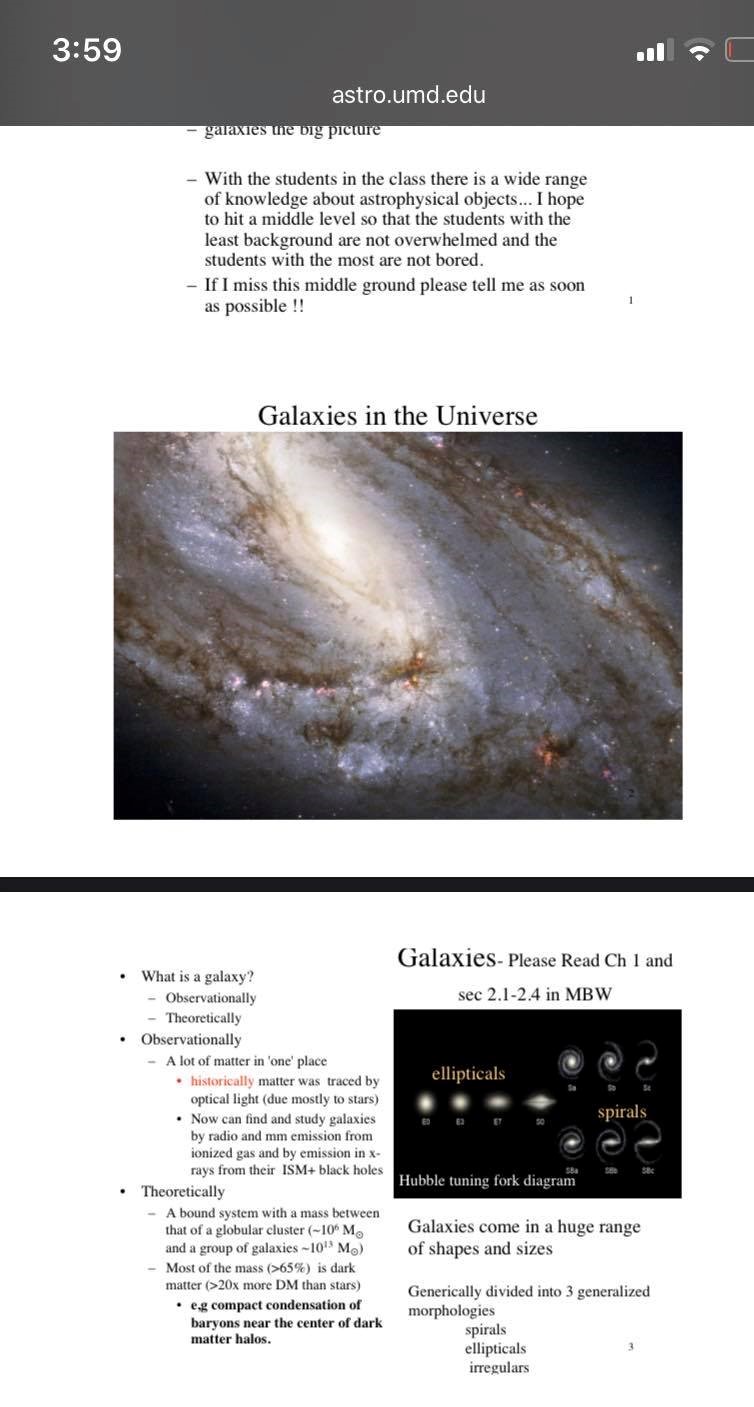 3:59
astro.umd.edu
– galaxies the big picture
– With the students in the class there is a wide range
of knowledge about astrophysical objects... I hope
to hit a middle level so that the students with the
least background are not overwhelmed and the
students with the most are not bored.
– If I miss this middle ground please tell me as soon
as possible !!
1
Galaxies in the Universe
2
• What is a galaxy?
– Observationally
– Theoretically
• Observationally
– A lot of matter in 'one' place
• historically matter was traced by
optical light (due mostly to stars)
• Now can find and study galaxies
by radio and mm emission from
ionized gas and by emission in x-
rays from their ISM+ black holes
• Theoretically
– A bound system with a mass between
that of a globular cluster (~10⁶ M⊙
and a group of galaxies ~10¹³ M⊙)
– Most of the mass (>65%) is dark
matter (>20x more DM than stars)
• e,g compact condensation of
baryons near the center of dark
matter halos.
Galaxies- Please Read Ch 1 and
sec 2.1-2.4 in MBW
ellipticals
E0 E3 E7 S0
Sa Sb Sc
spirals
SBa SBb SBc
Hubble tuning fork diagram
Galaxies come in a huge range
of shapes and sizes
Generically divided into 3 generalized
morphologies
spirals
ellipticals
irregulars
3